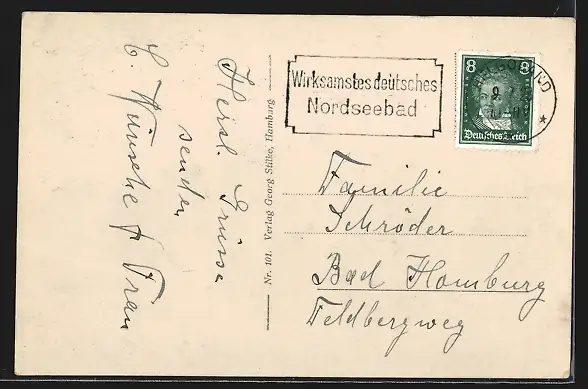 Herzl. Grüsse
senden
C. Wünsche & Frau
Nr. 101. Verlag Georg Stilke, Hamburg
Wirksamstes deutsches
Nordseebad
8 8
Deutsches Reich
Familie
Schröder
Bad Homburg
Feldbergweg